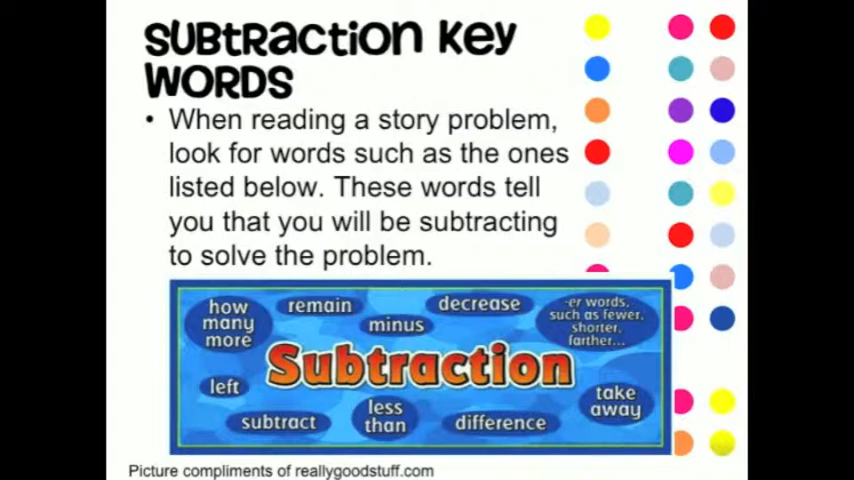 SUBtRactioN Key
WORDS
• When reading a story problem,
look for words such as the ones
listed below. These words tell
you that you will be subtracting
to solve the problem.
how
many
more
remain
minus
decrease
-er words,
such as fewer,
shorter,
farther...
Subtraction
left
subtract
less
than
difference
take
away
Picture compliments of reallygoodstuff.com